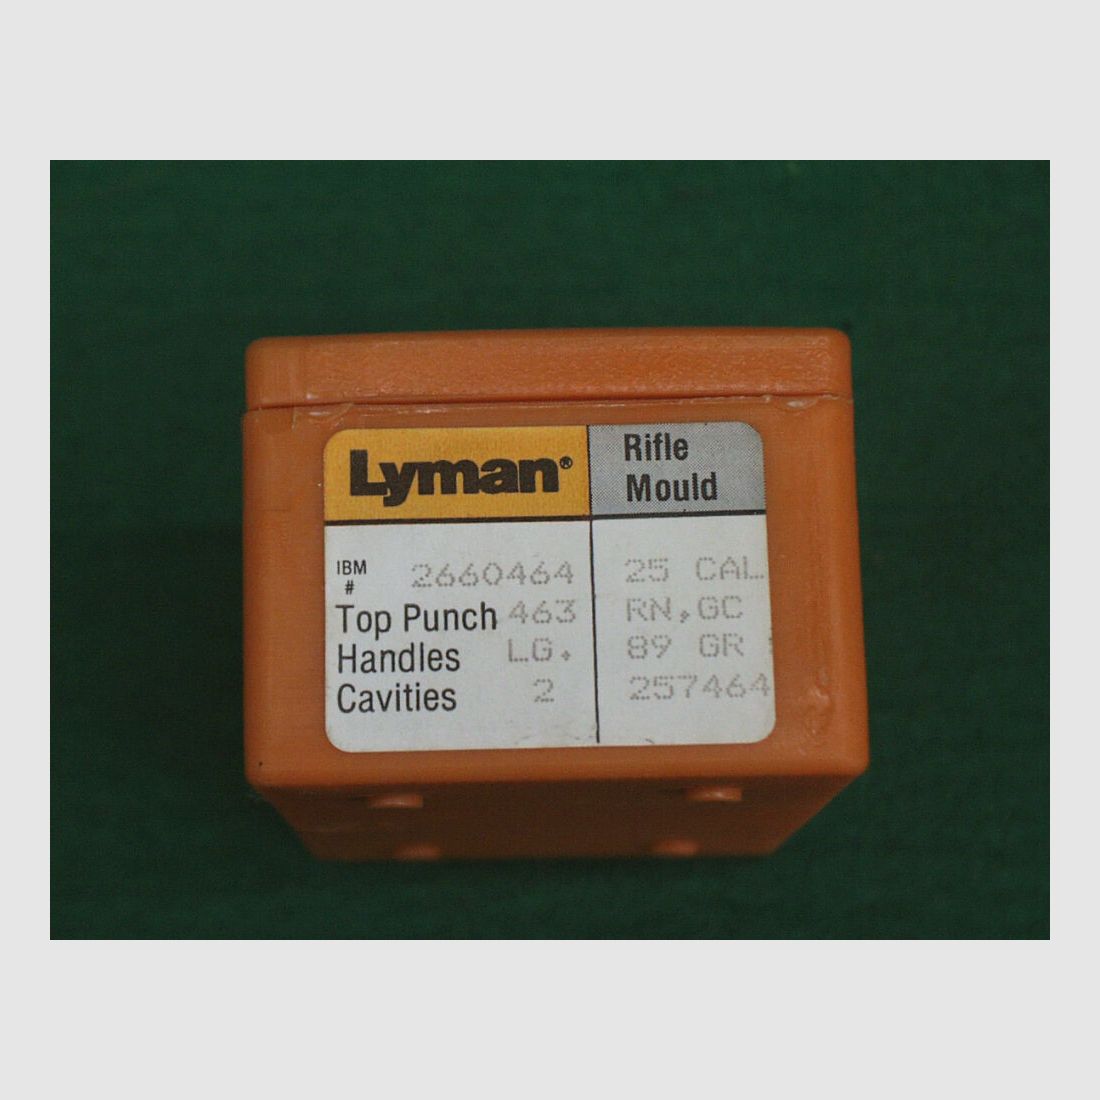 Lyman®
Rifle
Mould
IBM # 2660464
Top Punch 463
Handles LG.
Cavities 2
25 CAL
RN,GC
89 GR
257464